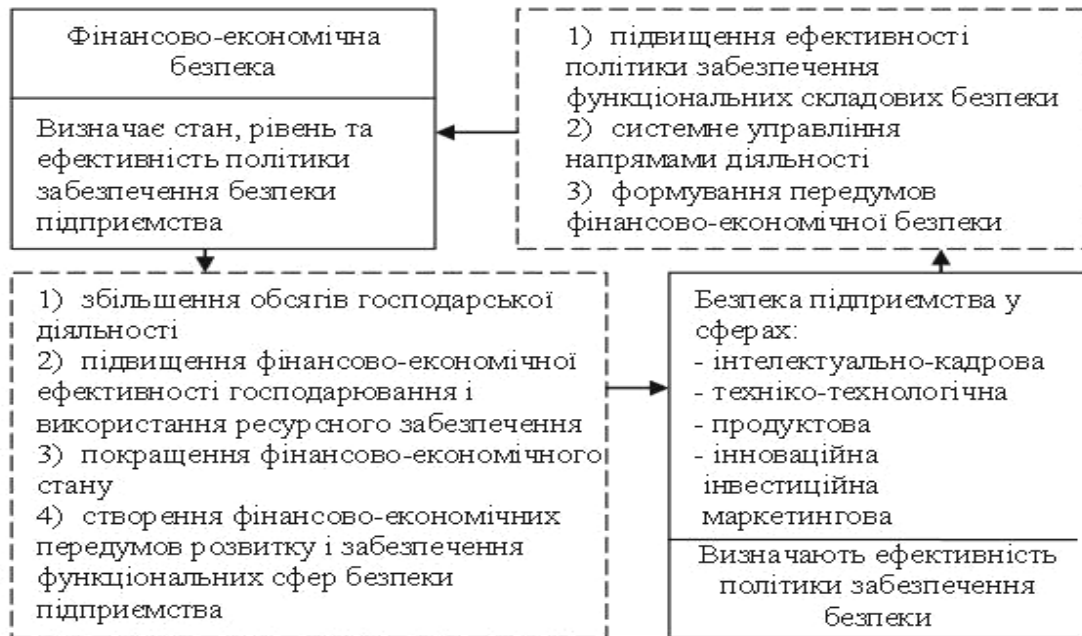 Фінансово-економічна
безпека
Визначає стан, рівень та
ефективність політики
забезпечення безпеки
підприємства
1) підвищення ефективності
політики забезпечення
функціональних складових безпеки
2) системне управління
напрямами діяльності
3) формування передумов
фінансово-економічної безпеки
1) збільшення обсягів господарської
діяльності
2) підвищення фінансово-економічної
ефективності господарювання і
використання ресурсного забезпечення
3) покращення фінансово-економічного
стану
4) створення фінансово-економічних
передумов розвитку і забезпечення
функціональних сфер безпеки
підприємства
Безпека підприємства у
сферах:
- інтелектуально-кадрова
- техніко-технологічна
- продуктова
- інноваційна
інвестиційна
маркетингова
Визначають ефективність
політики забезпечення
безпеки